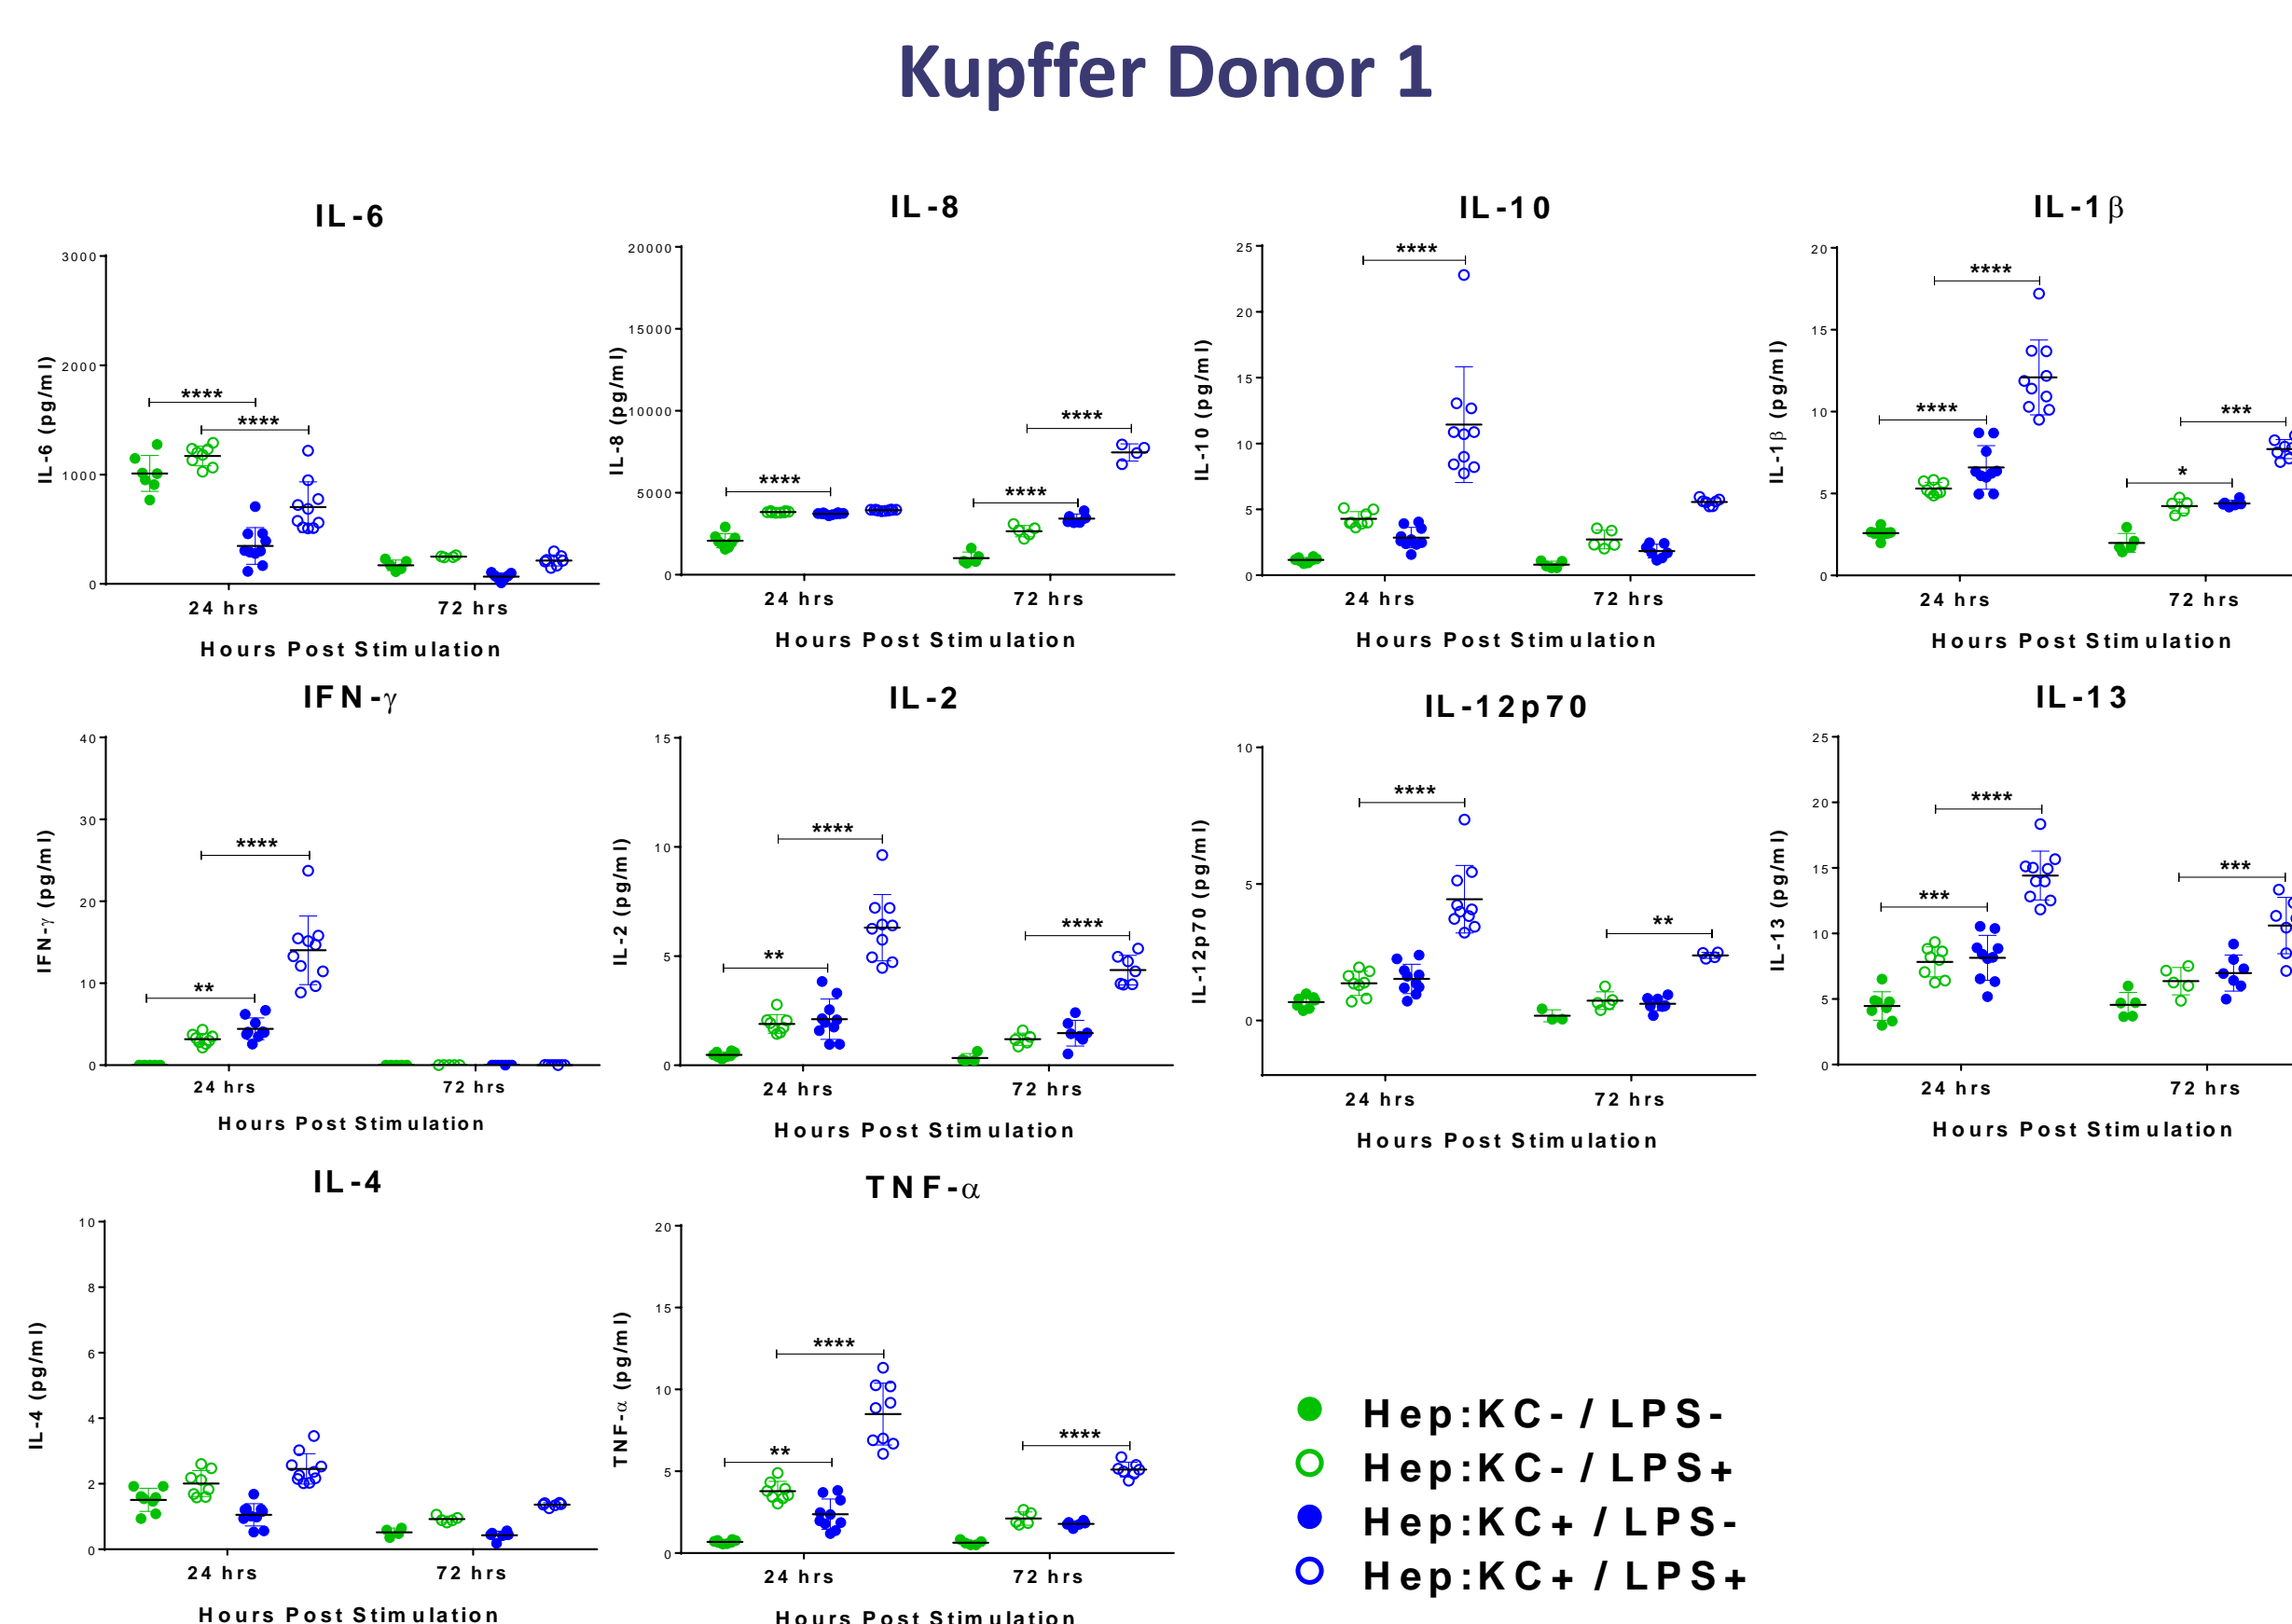 Kupffer Donor 1
IL-6
3000
2000
1000
0
IL-6 (pg/ml)
****
****
24 hrs
72 hrs
Hours Post Stimulation
IL-8
20000
15000
10000
5000
0
IL-8 (pg/ml)
****
****
****
24 hrs
72 hrs
Hours Post Stimulation
IL-10
25
20
15
10
5
0
IL-10 (pg/ml)
****
24 hrs
72 hrs
Hours Post Stimulation
IL-1β
20
15
10
5
0
IL-1β (pg/ml)
****
****
***
*
24 hrs
72 hrs
Hours Post Stimulation
IFN-γ
40
30
20
10
0
IFN-γ (pg/ml)
****
**
24 hrs
72 hrs
Hours Post Stimulation
IL-2
15
10
5
0
IL-2 (pg/ml)
****
**
****
24 hrs
72 hrs
Hours Post Stimulation
IL-12p70
10
5
0
IL-12p70 (pg/ml)
****
**
24 hrs
72 hrs
Hours Post Stimulation
IL-13
25
20
15
10
5
0
IL-13 (pg/ml)
****
***
***
24 hrs
72 hrs
Hours Post Stimulation
IL-4
10
8
6
4
2
0
IL-4 (pg/ml)
24 hrs
72 hrs
Hours Post Stimulation
TNF-α
20
15
10
5
0
TNF-α (pg/ml)
****
**
****
24 hrs
72 hrs
Hours Post Stimulation
Hep:KC- / LPS-
Hep:KC- / LPS+
Hep:KC+ / LPS-
Hep:KC+ / LPS+